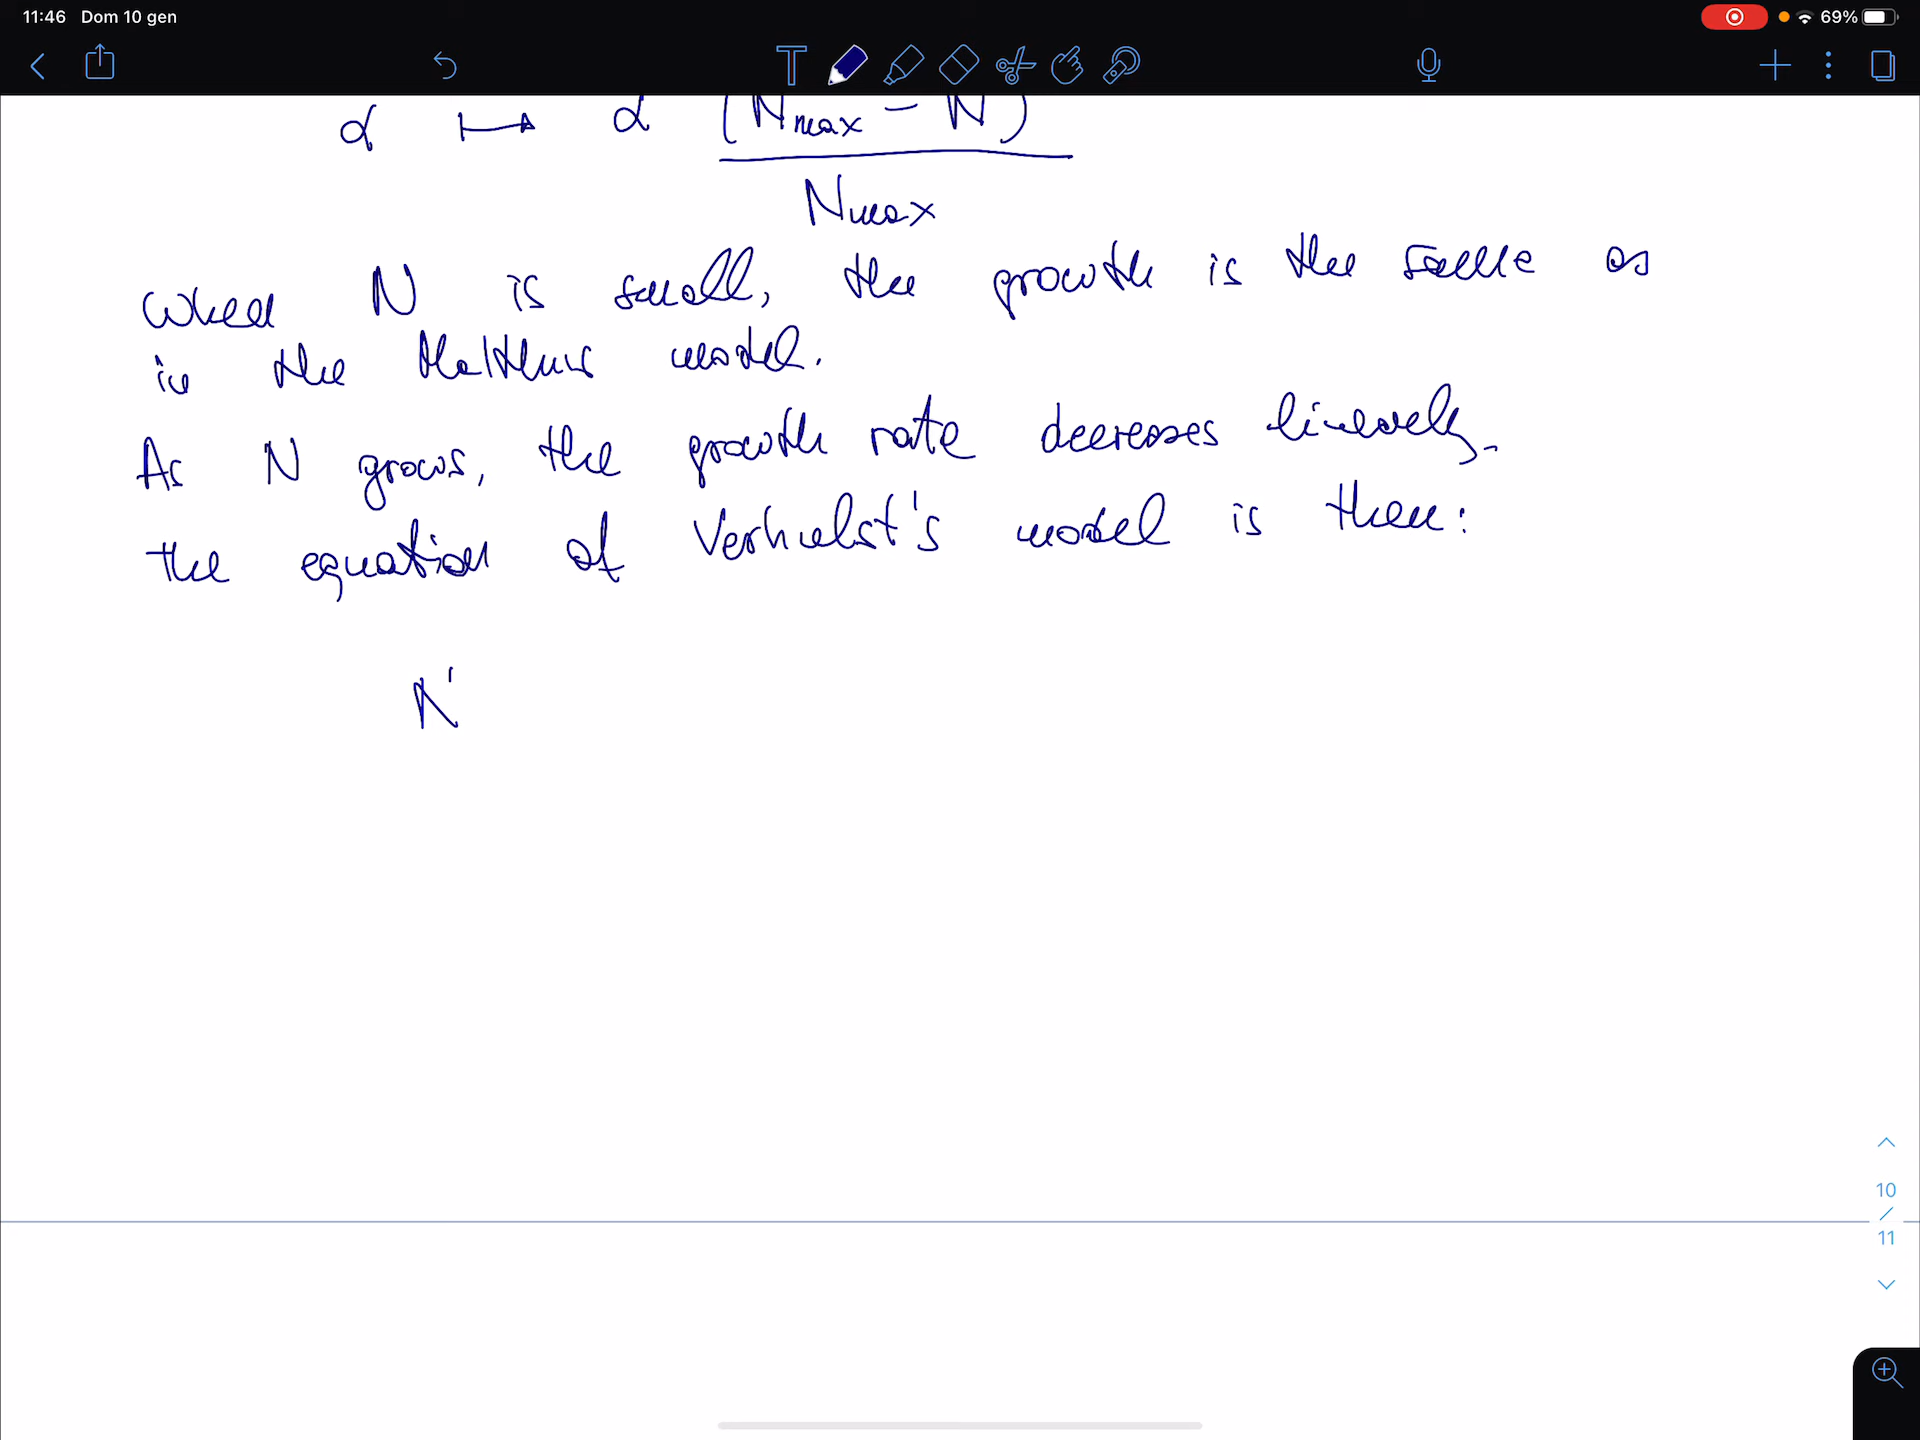 11:46 Dom 10 gen 69%
α ↦ α (Nmax − N)
Nmax
When N is small, the growth is the same as
in the Malthus model.
As N grows, the growth rate decreases linearly.
the equation of Verhulst's model is then:
N'
10
/
11